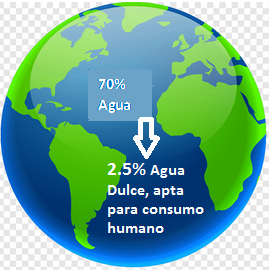 70%
Agua
2.5% Agua
Dulce, apta
para consumo
humano